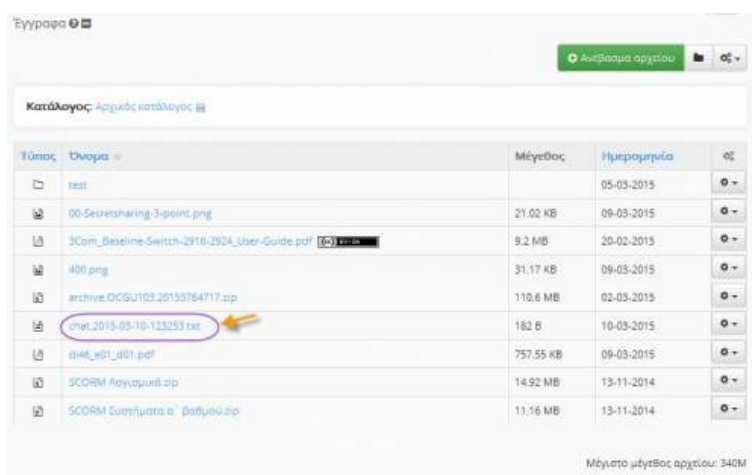 Έγγραφα
Ανέβασμα αρχείου
Κατάλογος: Αρχικός κατάλογος
Τύπος Όνομα Μέγεθος Ημερομηνία
test 05-03-2015
00-Secretsharing-3-point.png 21.02 KB 09-03-2015
3Com_Baseline-Switch-2916-2924_User-Guide.pdf 9.2 MB 20-02-2015
400.png 31.17 KB 09-03-2015
archive.OCGU103.20155764717.zip 110.6 MB 02-03-2015
chat.2015-03-10-123253.txt 182 B 10-03-2015
di46_e01_d01.pdf 757.55 KB 09-03-2015
SCORM Λογισμικό.zip 14.92 MB 13-11-2014
SCORM Συστήματα α΄ βαθμού.zip 11.16 MB 13-11-2014
Μέγιστο μέγεθος αρχείου: 340M